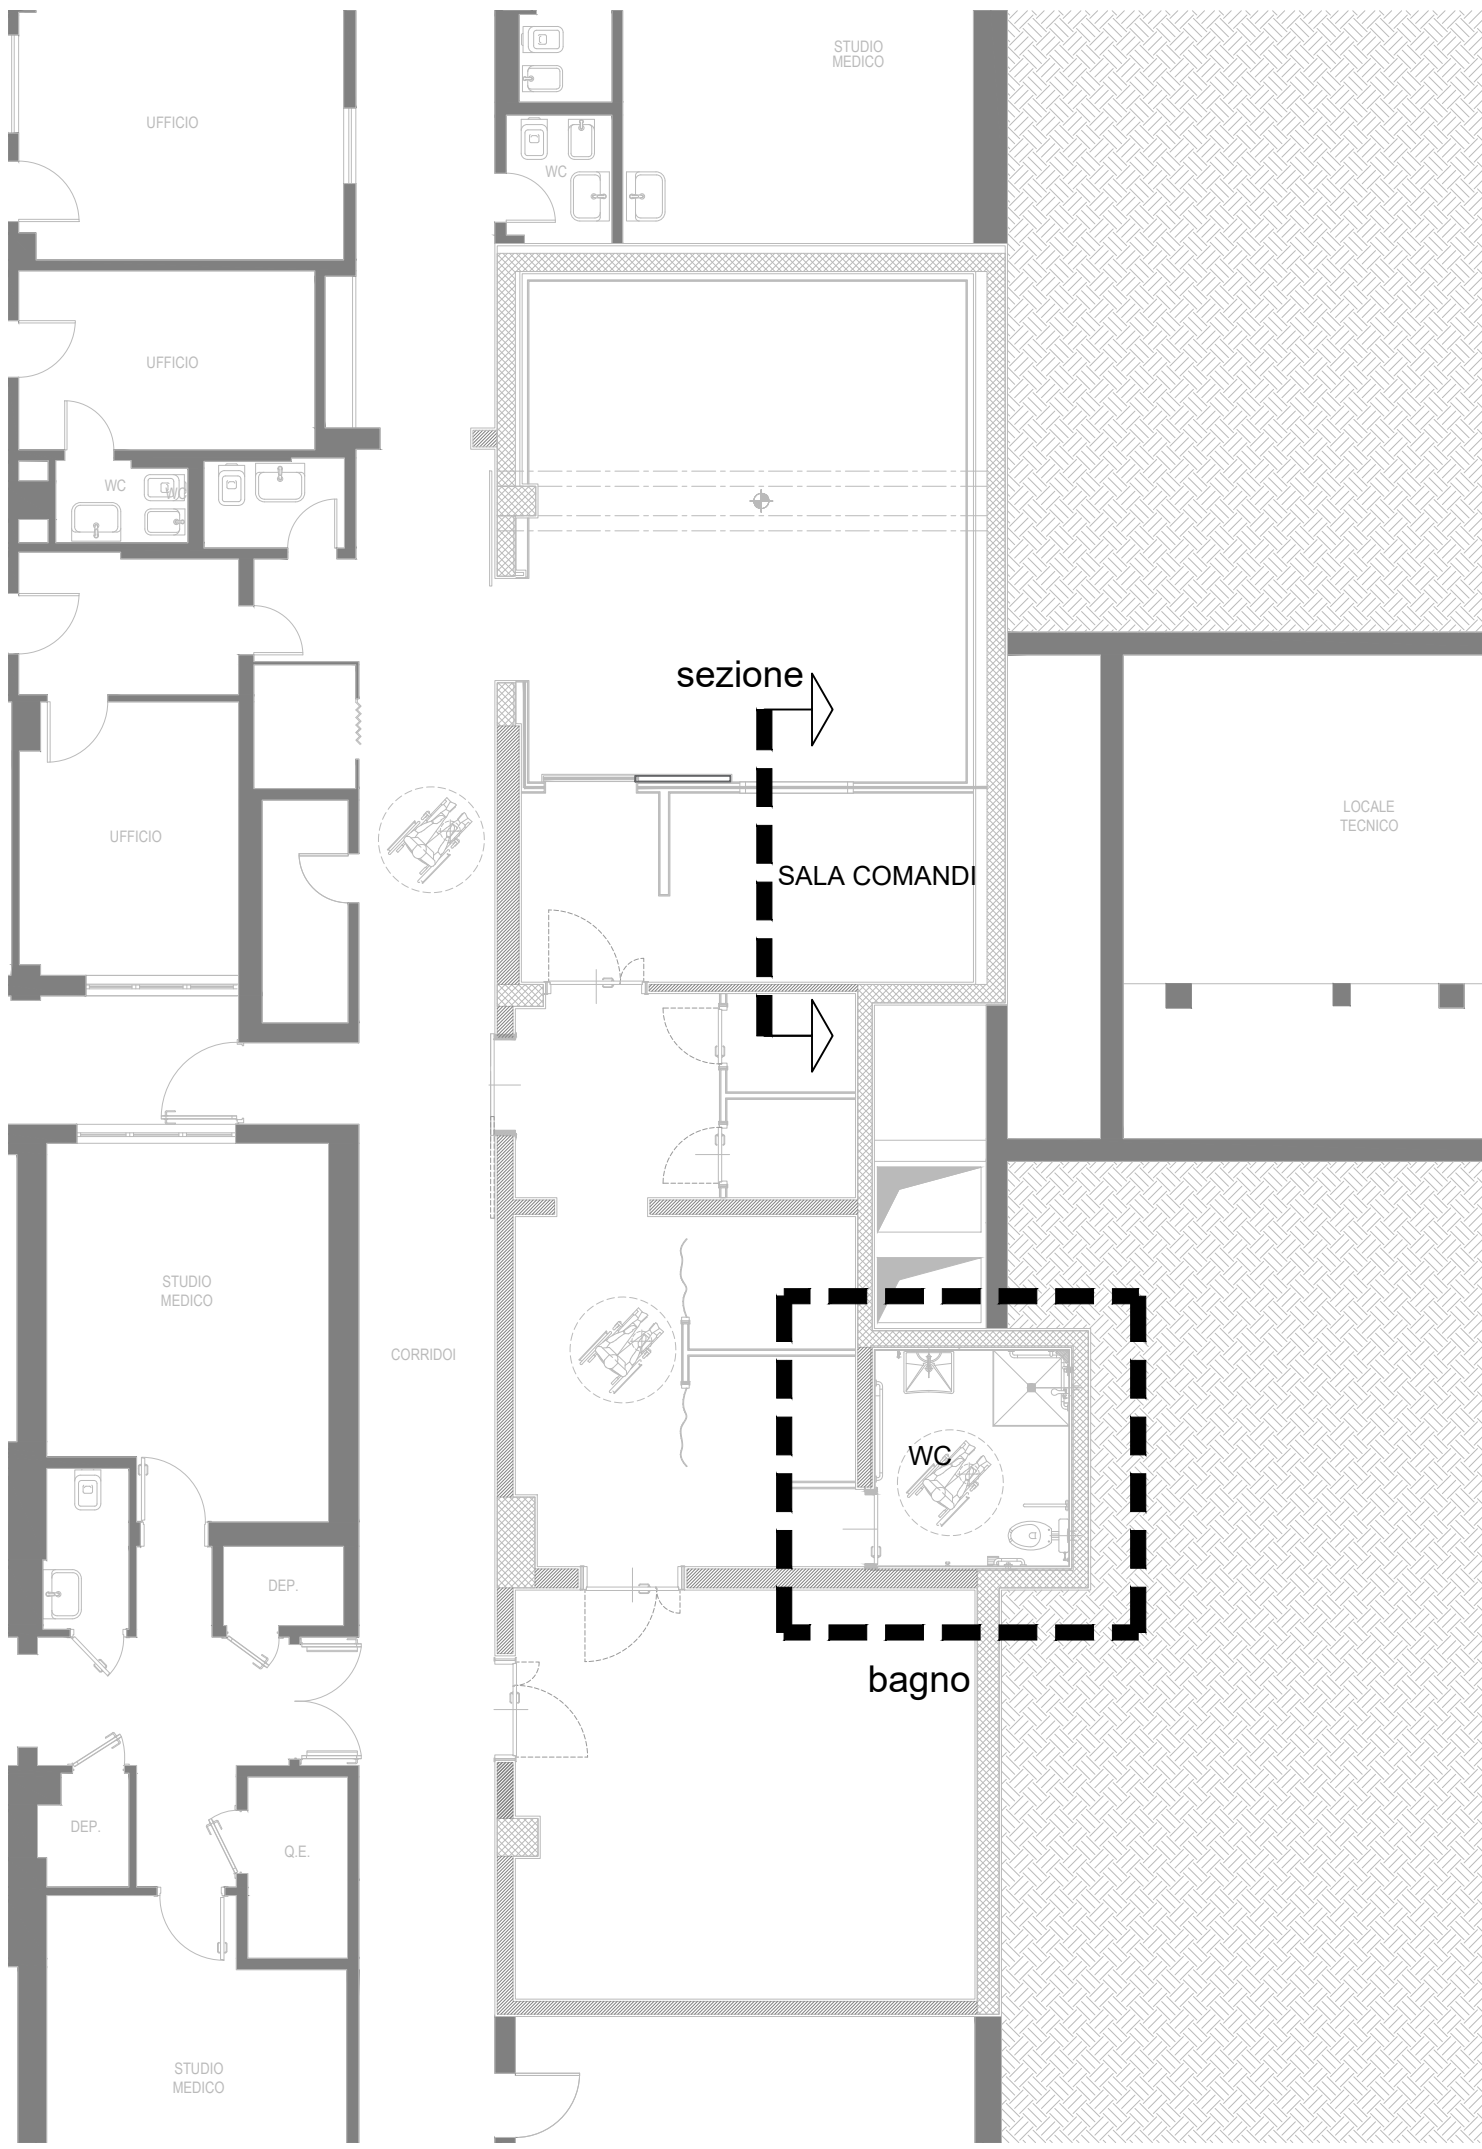 STUDIO
MEDICO
UFFICIO
WC
UFFICIO
WC
WC
sezione
LOCALE
TECNICO
UFFICIO
SALA COMANDI
STUDIO
MEDICO
CORRIDOI
WC
DEP.
bagno
DEP.
Q.E.
STUDIO
MEDICO